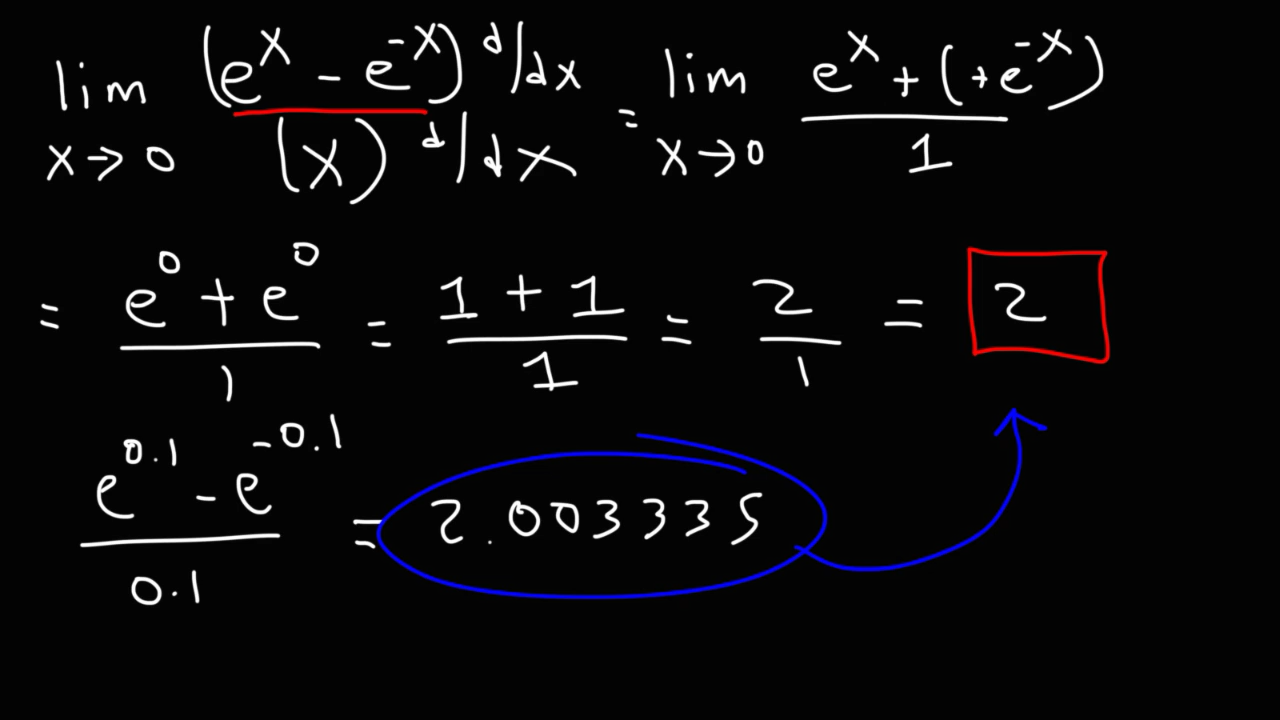 lim x→0 (e^x - e^-x) d/dx / (x) d/dx = lim x→0 e^x + (+e^-x) / 1
= e^0 + e^0 / 1 = 1 + 1 / 1 = 2 / 1 = 2
e^0.1 - e^-0.1 / 0.1 = 2.003335